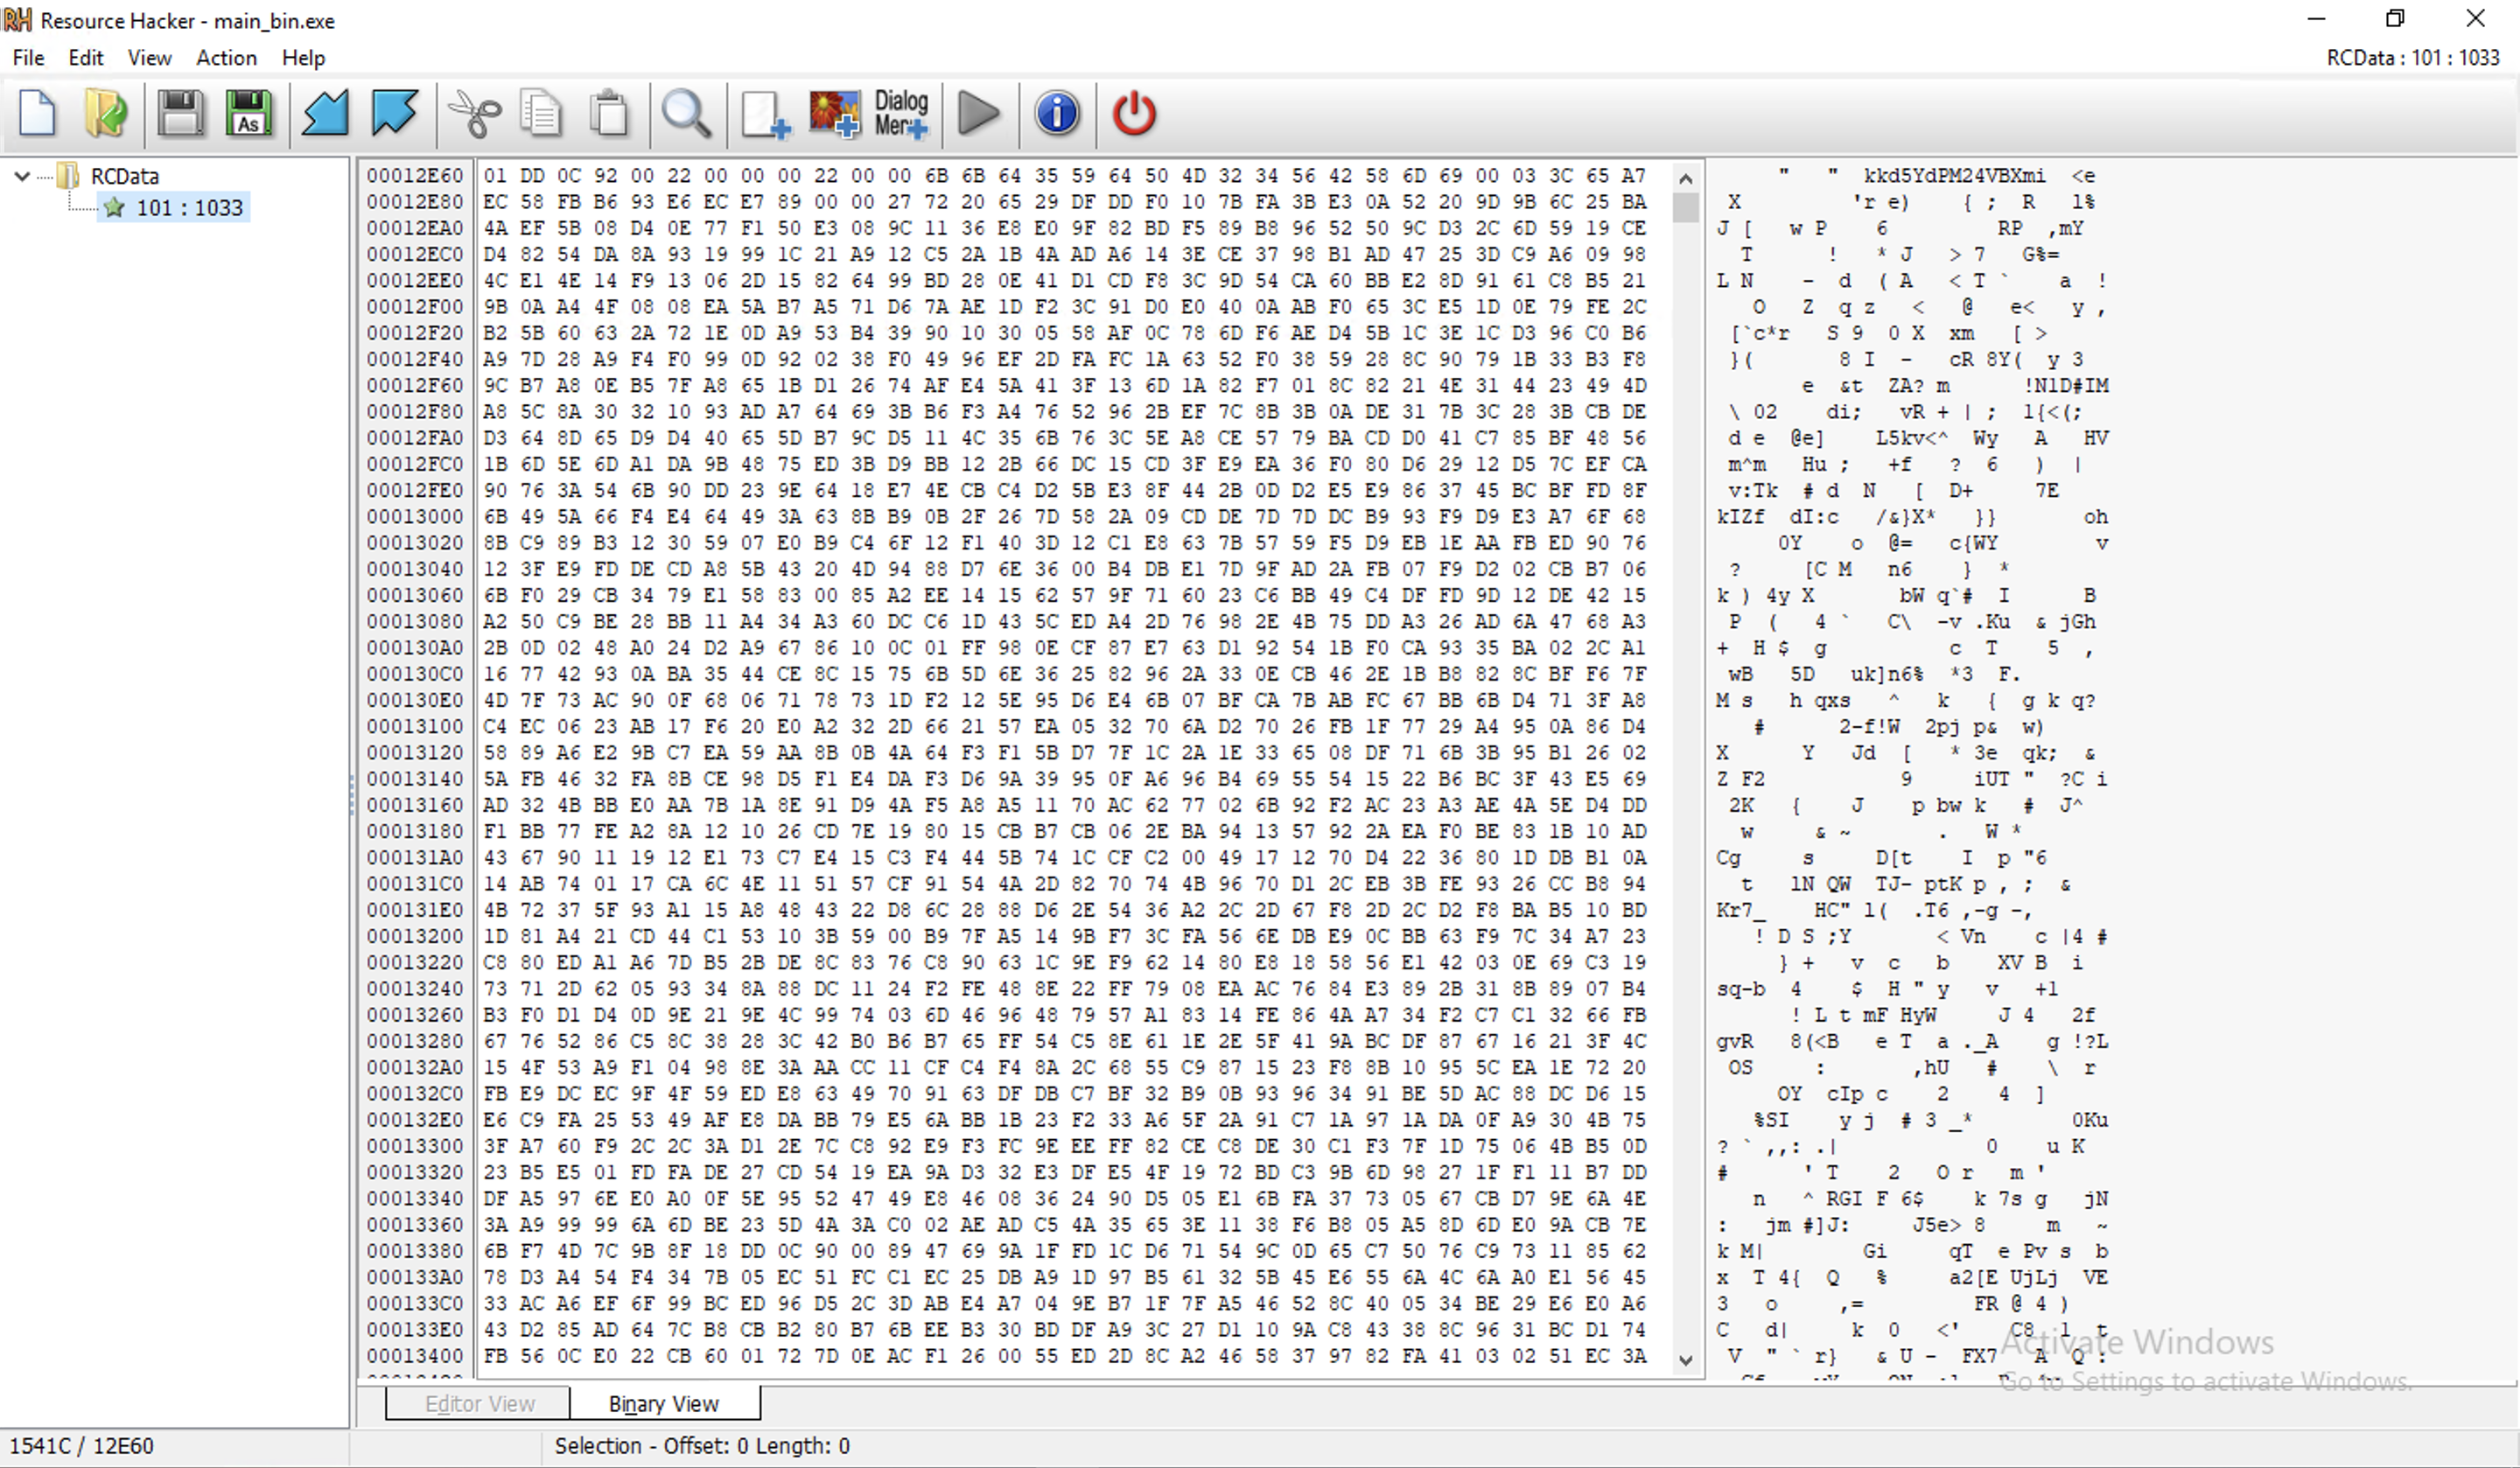 Resource Hacker - main_bin.exe
File Edit View Action Help RCData : 101 : 1033
As Dialog Menu
RCData
101 : 1033
00012E60 01 DD 0C 92 00 22 00 00 00 22 00 00 6B 6B 64 35 59 64 50 4D 32 34 56 42 58 6D 69 00 03 3C 65 A7 " " kkd5YdPM24VBXmi <e
00012E80 EC 58 FB B6 93 E6 EC E7 89 00 00 27 72 20 65 29 DF DD F0 10 7B FA 3B E3 0A 52 20 9D 9B 6C 25 BA X 'r e) { ; R l%
00012EA0 4A EF 5B 08 D4 0E 77 F1 50 E3 08 9C 11 36 E8 E0 9F 82 BD F5 89 B8 96 52 50 9C D3 2C 6D 59 19 CE J [ w P 6 RP ,mY
00012EC0 D4 82 54 DA 8A 93 19 99 1C 21 A9 12 C5 2A 1B 4A AD A6 14 3E CE 37 98 B1 AD 47 25 3D C9 A6 09 98 T ! * J > 7 G%=
00012EE0 4C E1 4E 14 F9 13 06 2D 15 82 64 99 BD 28 0E 41 D1 CD F8 3C 9D 54 CA 60 BB E2 8D 91 61 C8 B5 21 L N - d ( A < T ` a !
00012F00 9B 0A A4 4F 08 08 EA 5A B7 A5 71 D6 7A AE 1D F2 3C 91 D0 E0 40 0A AB F0 65 3C E5 1D 0E 79 FE 2C O Z q z < @ e< y ,
00012F20 B2 5B 60 63 2A 72 1E 0D A9 53 B4 39 90 10 30 05 58 AF 0C 78 6D F6 AE D4 5B 1C 3E 1C D3 96 C0 B6 [`c*r S 9 0 X xm [ >
00012F40 A9 7D 28 A9 F4 F0 99 0D 92 02 38 F0 49 96 EF 2D FA FC 1A 63 52 F0 38 59 28 8C 90 79 1B 33 B3 F8 }( 8 I - cR 8Y( y 3
00012F60 9C B7 A8 0E B5 7F A8 65 1B D1 26 74 AF E4 5A 41 3F 13 6D 1A 82 F7 01 8C 82 21 4E 31 44 23 49 4D e &t ZA? m !N1D#IM
00012F80 A8 5C 8A 30 32 10 93 AD A7 64 69 3B B6 F3 A4 76 52 96 2B EF 7C 8B 3B 0A DE 31 7B 3C 28 3B CB DE \ 02 di; vR + | ; 1{<(;
00012FA0 D3 64 8D 65 D9 D4 40 65 5D B7 9C D5 11 4C 35 6B 76 3C 5E A8 CE 57 79 BA CD D0 41 C7 85 BF 48 56 d e @e] L5kv<^ Wy A HV
00012FC0 1B 6D 5E 6D A1 DA 9B 48 75 ED 3B D9 BB 12 2B 66 DC 15 CD 3F E9 EA 36 F0 80 D6 29 12 D5 7C EF CA m^m Hu ; +f ? 6 ) |
00012FE0 90 76 3A 54 6B 90 DD 23 9E 64 18 E7 4E CB C4 D2 5B E3 8F 44 2B 0D D2 E5 E9 86 37 45 BC BF FD 8F v:Tk # d N [ D+ 7E
00013000 6B 49 5A 66 F4 E4 64 49 3A 63 8B B9 0B 2F 26 7D 58 2A 09 CD DE 7D 7D DC B9 93 F9 D9 E3 A7 6F 68 kIZf dI:c /&}X* }} oh
00013020 8B C9 89 B3 12 30 59 07 E0 B9 C4 6F 12 F1 40 3D 12 C1 E8 63 7B 57 59 F5 D9 EB 1E AA FB ED 90 76 0Y o @= c{WY v
00013040 12 3F E9 FD DE CD A8 5B 43 20 4D 94 88 D7 6E 36 00 B4 DB E1 7D 9F AD 2A FB 07 F9 D2 02 CB B7 06 ? [C M n6 } *
00013060 6B F0 29 CB 34 79 E1 58 83 00 85 A2 EE 14 15 62 57 9F 71 60 23 C6 BB 49 C4 DF FD 9D 12 DE 42 15 k ) 4y X bW q`# I B
00013080 A2 50 C9 BE 28 BB 11 A4 34 A3 60 DC C6 1D 43 5C ED A4 2D 76 98 2E 4B 75 DD A3 26 AD 6A 47 68 A3 P ( 4 ` C\ -v .Ku & jGh
000130A0 2B 0D 02 48 A0 24 D2 A9 67 86 10 0C 01 FF 98 0E CF 87 E7 63 D1 92 54 1B F0 CA 93 35 BA 02 2C A1 + H $ g c T 5 ,
000130C0 16 77 42 93 0A BA 35 44 CE 8C 15 75 6B 5D 6E 36 25 82 96 2A 33 0E CB 46 2E 1B B8 82 8C BF F6 7F wB 5D uk]n6% *3 F.
000130E0 4D 7F 73 AC 90 0F 68 06 71 78 73 1D F2 12 5E 95 D6 E4 6B 07 BF CA 7B AB FC 67 BB 6B D4 71 3F A8 M s h qxs ^ k { g k q?
00013100 C4 EC 06 23 AB 17 F6 20 E0 A2 32 2D 66 21 57 EA 05 32 70 6A D2 70 26 FB 1F 77 29 A4 95 0A 86 D4 # 2-f!W 2pj p& w)
00013120 58 89 A6 E2 9B C7 EA 59 AA 8B 0B 4A 64 F3 F1 5B D7 7F 1C 2A 1E 33 65 08 DF 71 6B 3B 95 B1 26 02 X Y Jd [ * 3e qk; &
00013140 5A FB 46 32 FA 8B CE 98 D5 F1 E4 DA F3 D6 9A 39 95 0F A6 96 B4 69 55 54 15 22 B6 BC 3F 43 E5 69 Z F2 9 iUT " ?C i
00013160 AD 32 4B BB E0 AA 7B 1A 8E 91 D9 4A F5 A8 A5 11 70 AC 62 77 02 6B 92 F2 AC 23 A3 AE 4A 5E D4 DD 2K { J p bw k # J^
00013180 F1 BB 77 FE A2 8A 12 10 26 CD 7E 19 80 15 CB B7 CB 06 2E BA 94 13 57 92 2A EA F0 BE 83 1B 10 AD w & ~ . W *
000131A0 43 67 90 11 19 12 E1 73 C7 E4 15 C3 F4 44 5B 74 1C CF C2 00 49 17 12 70 D4 22 36 80 1D DB B1 0A Cg s D[t I p "6
000131C0 14 AB 74 01 17 CA 6C 4E 11 51 57 CF 91 54 4A 2D 82 70 74 4B 96 70 D1 2C EB 3B FE 93 26 CC B8 94 t lN QW TJ- ptK p , ; &
000131E0 4B 72 37 5F 93 A1 15 A8 48 43 22 D8 6C 28 88 D6 2E 54 36 A2 2C 2D 67 F8 2D 2C D2 F8 BA B5 10 BD Kr7_ HC" l( .T6 ,-g -,
00013200 1D 81 A4 21 CD 44 C1 53 10 3B 59 00 B9 7F A5 14 9B F7 3C FA 56 6E DB E9 0C BB 63 F9 7C 34 A7 23 ! D S ;Y < Vn c |4 #
00013220 C8 80 ED A1 A6 7D B5 2B DE 8C 83 76 C8 90 63 1C 9E F9 62 14 80 E8 18 58 56 E1 42 03 0E 69 C3 19 } + v c b XV B i
00013240 73 71 2D 62 05 93 34 8A 88 DC 11 24 F2 FE 48 8E 22 FF 79 08 EA AC 76 84 E3 89 2B 31 8B 89 07 B4 sq-b 4 $ H " y v +1
00013260 B3 F0 D1 D4 0D 9E 21 9E 4C 99 74 03 6D 46 96 48 79 57 A1 83 14 FE 86 4A A7 34 F2 C7 C1 32 66 FB ! L t mF HyW J 4 2f
00013280 67 76 52 86 C5 8C 38 28 3C 42 B0 B6 B7 65 FF 54 C5 8E 61 1E 2E 5F 41 9A BC DF 87 67 16 21 3F 4C gvR 8(<B e T a ._A g !?L
000132A0 15 4F 53 A9 F1 04 98 8E 3A AA CC 11 CF C4 F4 8A 2C 68 55 C9 87 15 23 F8 8B 10 95 5C EA 1E 72 20 OS : ,hU # \ r
000132C0 FB E9 DC EC 9F 4F 59 ED E8 63 49 70 91 63 DF DB C7 BF 32 B9 0B 93 96 34 91 BE 5D AC 88 DC D6 15 OY cIp c 2 4 ]
000132E0 E6 C9 FA 25 53 49 AF E8 DA BB 79 E5 6A BB 1B 23 F2 33 A6 5F 2A 91 C7 1A 97 1A DA 0F A9 30 4B 75 %SI y j # 3 _* 0Ku
00013300 3F A7 60 F9 2C 2C 3A D1 2E 7C C8 92 E9 F3 FC 9E EE FF 82 CE C8 DE 30 C1 F3 7F 1D 75 06 4B B5 0D ? ` ,,: .| 0 u K
00013320 23 B5 E5 01 FD FA DE 27 CD 54 19 EA 9A D3 32 E3 DF E5 4F 19 72 BD C3 9B 6D 98 27 1F F1 11 B7 DD # ' T 2 O r m '
00013340 DF A5 97 6E E0 A0 0F 5E 95 52 47 49 E8 46 08 36 24 90 D5 05 E1 6B FA 37 73 05 67 CB D7 9E 6A 4E n ^ RGI F 6$ k 7s g jN
00013360 3A A9 99 99 6A 6D BE 23 5D 4A 3A C0 02 AE AD C5 4A 35 65 3E 11 38 F6 B8 05 A5 8D 6D E0 9A CB 7E : jm #]J: J5e> 8 m ~
00013380 6B F7 4D 7C 9B 8F 18 DD 0C 90 00 89 47 69 9A 1F FD 1C D6 71 54 9C 0D 65 C7 50 76 C9 73 11 85 62 k M| Gi qT e Pv s b
000133A0 78 D3 A4 54 F4 34 7B 05 EC 51 FC C1 EC 25 DB A9 1D 97 B5 61 32 5B 45 E6 55 6A 4C 6A A0 E1 56 45 x T 4{ Q % a2[E UjLj VE
000133C0 33 AC A6 EF 6F 99 BC ED 96 D5 2C 3D AB E4 A7 04 9E B7 1F 7F A5 46 52 8C 40 05 34 BE 29 E6 E0 A6 3 o ,= FR @ 4 )
000133E0 43 D2 85 AD 64 7C B8 CB B2 80 B7 6B EE B3 30 BD DF A9 3C 27 D1 10 9A C8 43 38 8C 96 31 BC D1 74 C d| k 0 <' C8 1 t
00013400 FB 56 0C E0 22 CB 60 01 72 7D 0E AC F1 26 00 55 ED 2D 8C A2 46 58 37 97 82 FA 41 03 02 51 EC 3A V " ` r} & U - FX7 A Q :
Activate Windows
Go to Settings to activate Windows.
Editor View Binary View
1541C / 12E60 Selection - Offset: 0 Length: 0